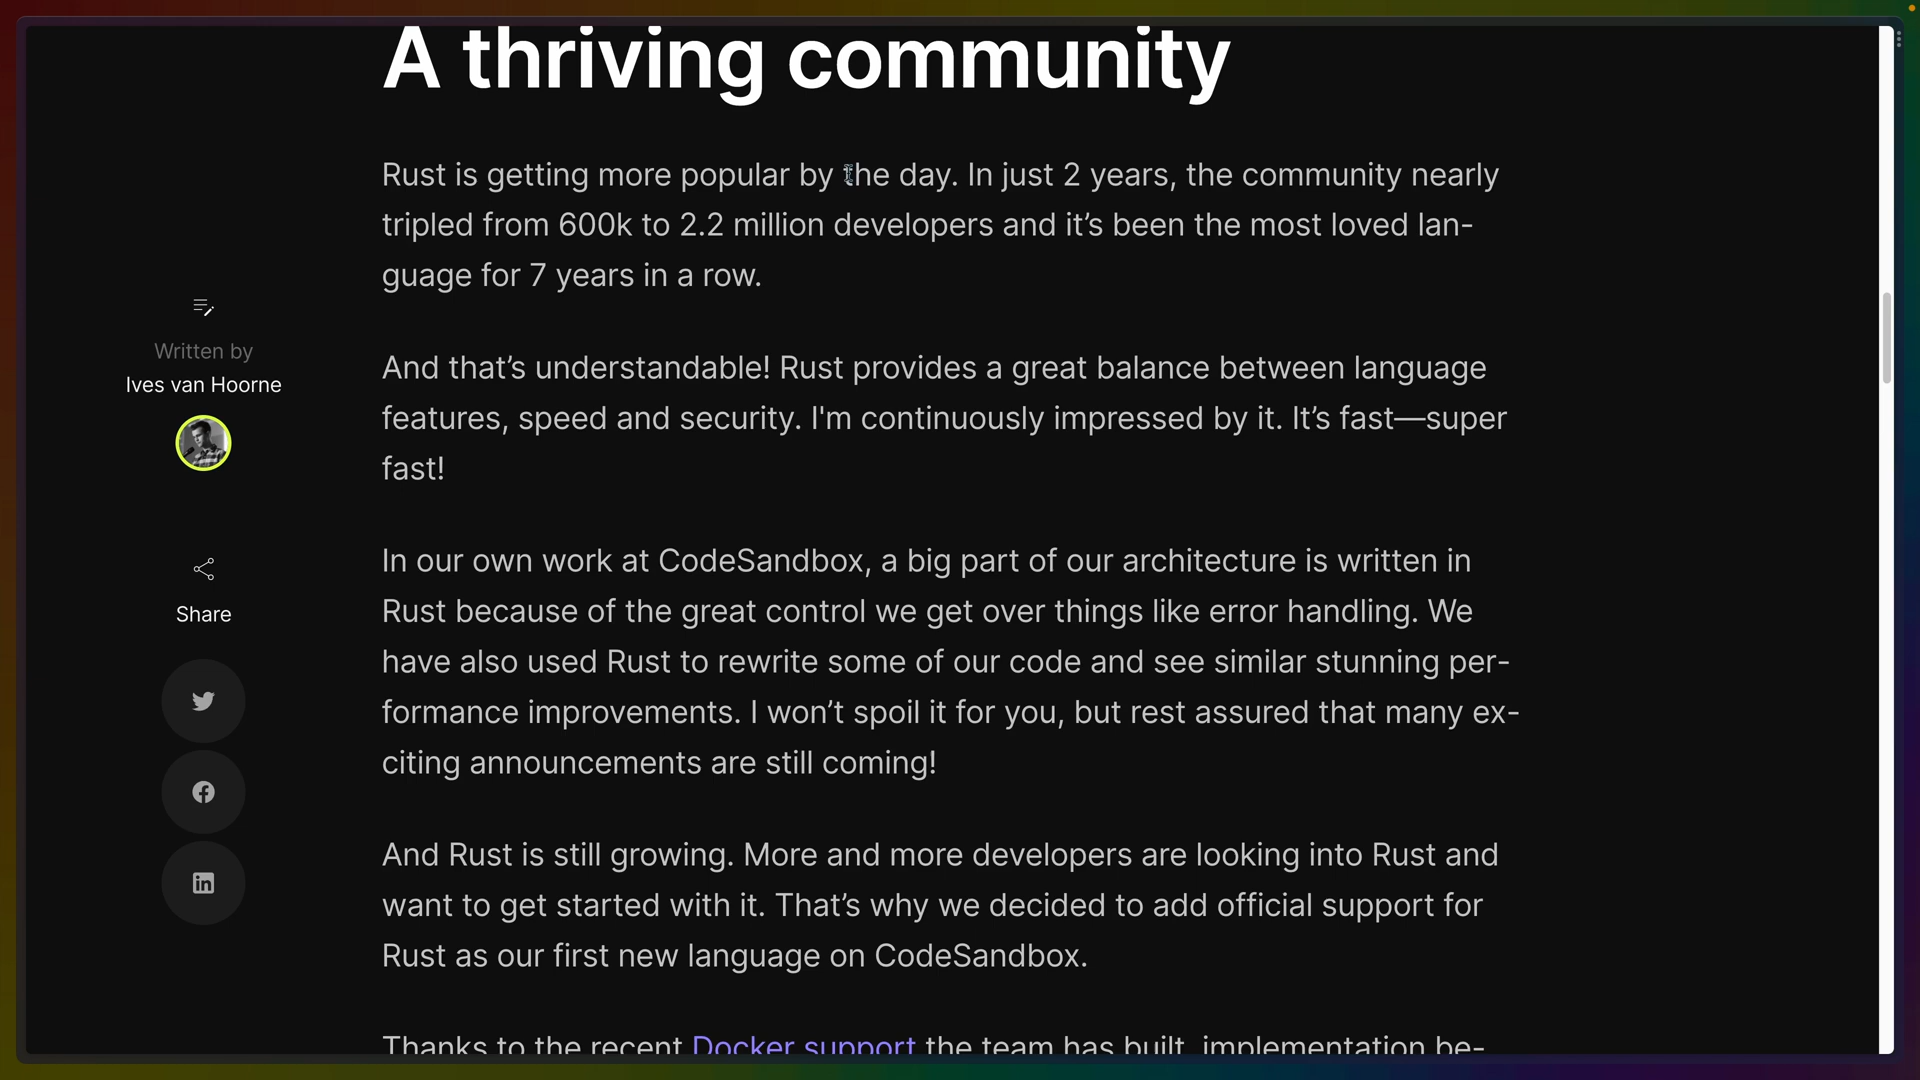 A thriving community
Rust is getting more popular by the day. In just 2 years, the community nearly
tripled from 600k to 2.2 million developers and it’s been the most loved lan-
guage for 7 years in a row.
Written by
Ives van Hoorne
And that’s understandable! Rust provides a great balance between language
features, speed and security. I'm continuously impressed by it. It’s fast—super
fast!
Share
In our own work at CodeSandbox, a big part of our architecture is written in
Rust because of the great control we get over things like error handling. We
have also used Rust to rewrite some of our code and see similar stunning per-
formance improvements. I won’t spoil it for you, but rest assured that many ex-
citing announcements are still coming!
And Rust is still growing. More and more developers are looking into Rust and
want to get started with it. That’s why we decided to add official support for
Rust as our first new language on CodeSandbox.
Thanks to the recent Docker support the team has built, implementation be-